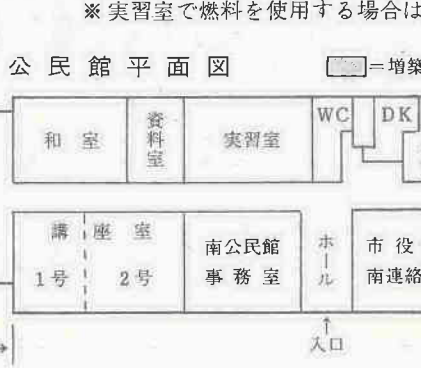 ※実習室で燃料を使用する場合は
公民館平面図
=増築
和室
資料室
実習室
WC
DK
講座室
1号
2号
南公民館
事務室
ホール
市役
南連絡
↑
入口